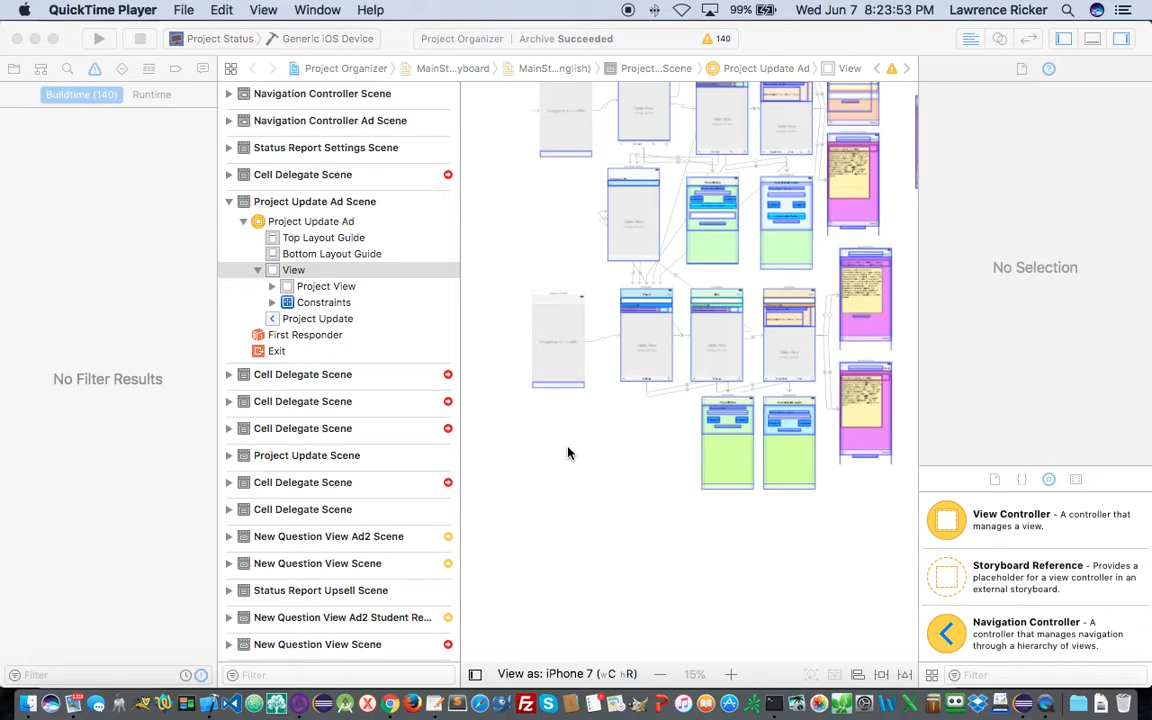 QuickTime Player File Edit View Window Help 99% Wed Jun 7 8:23:53 PM Lawrence Ricker
Project Status Generic iOS Device Project Organizer Archive Succeeded 140
Project Organizer MainSt...yboard MainSt...nglish) Project...Scene Project Update Ad View
Buildtime (140) Runtime
No Filter Results
Filter
Navigation Controller Scene
Navigation Controller Ad Scene
Status Report Settings Scene
Cell Delegate Scene
Project Update Ad Scene
Project Update Ad
Top Layout Guide
Bottom Layout Guide
View
Project View
Constraints
Project Update
First Responder
Exit
Cell Delegate Scene
Cell Delegate Scene
Cell Delegate Scene
Project Update Scene
Cell Delegate Scene
Cell Delegate Scene
New Question View Ad2 Scene
New Question View Scene
Status Report Upsell Scene
New Question View Ad2 Student Re...
New Question View Scene
Filter
View as: iPhone 7 (wC hR) 15%
No Selection
View Controller - A controller that
manages a view.
Storyboard Reference - Provides a
placeholder for a view controller in an
external storyboard.
Navigation Controller - A
controller that manages navigation
through a hierarchy of views.
Filter